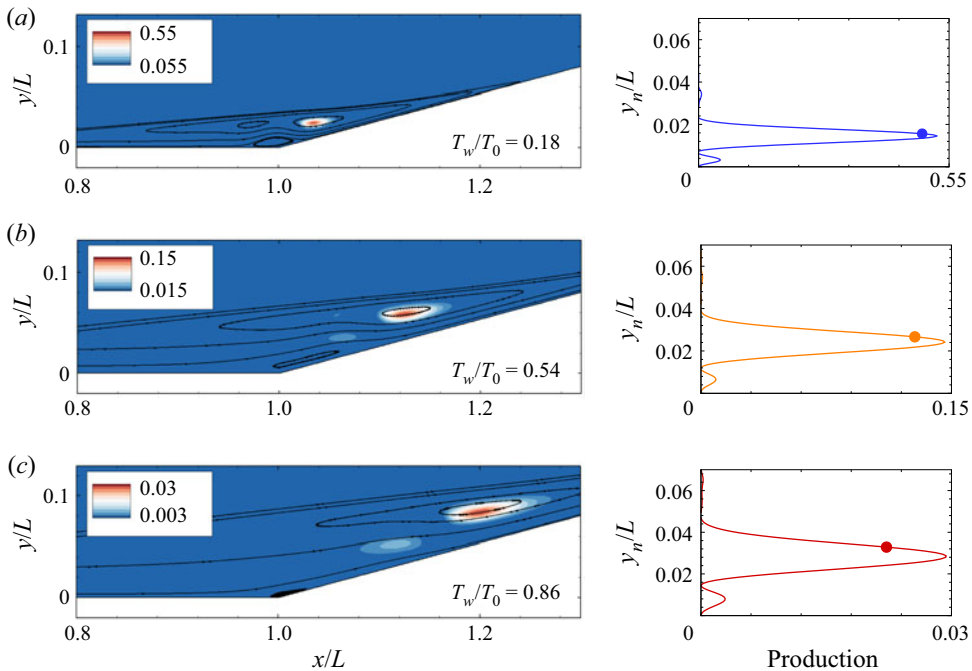 (a)
0.1
y/L
0
0.55
0.055
T_w/T_0 = 0.18
0.8
1.0
1.2
0.06
0.04
0.02
y_n/L
0
0.55
(b)
0.1
y/L
0
0.15
0.015
T_w/T_0 = 0.54
0.8
1.0
1.2
0.06
0.04
0.02
y_n/L
0
0.15
(c)
0.1
y/L
0
0.03
0.003
T_w/T_0 = 0.86
0.8
1.0
1.2
x/L
0.06
0.04
0.02
y_n/L
0
0.03
Production